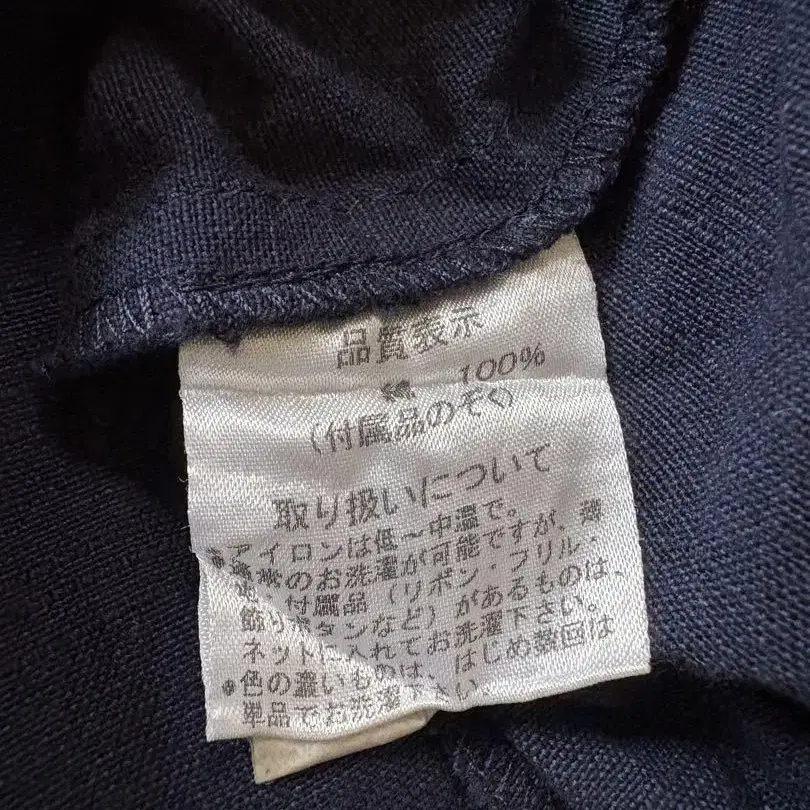 品質表示
綿 100%
(付属品のぞく)
取り扱いについて
アイロンは低～中温で。
通常のお洗濯が可能ですが、薄
地・付属品(リボン・フリル・
飾りボタンなど)があるものは、
ネットに入れてお洗濯下さい。
●色の濃いものは、はじめ数回は
単品でお洗濯下さい。